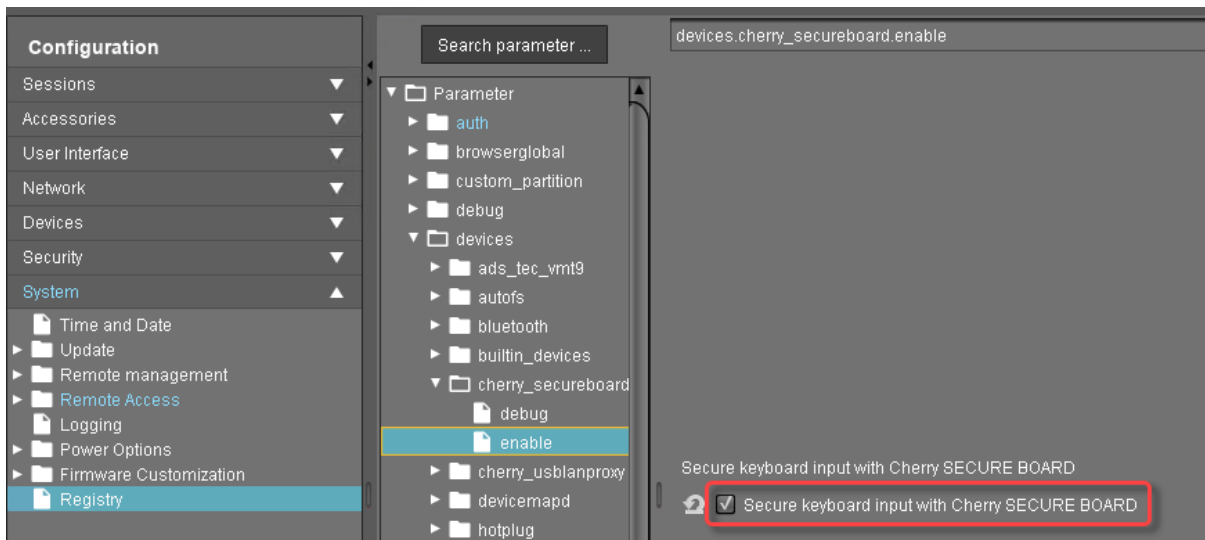 Configuration
Sessions
Accessories
User Interface
Network
Devices
Security
System
Time and Date
Update
Remote management
Remote Access
Logging
Power Options
Firmware Customization
Registry
Search parameter ...
Parameter
auth
browserglobal
custom_partition
debug
devices
ads_tec_vmt9
autofs
bluetooth
builtin_devices
cherry_secureboard
debug
enable
cherry_usblanproxy
devicemapd
hotplug
devices.cherry_secureboard.enable
Secure keyboard input with Cherry SECURE BOARD
Secure keyboard input with Cherry SECURE BOARD